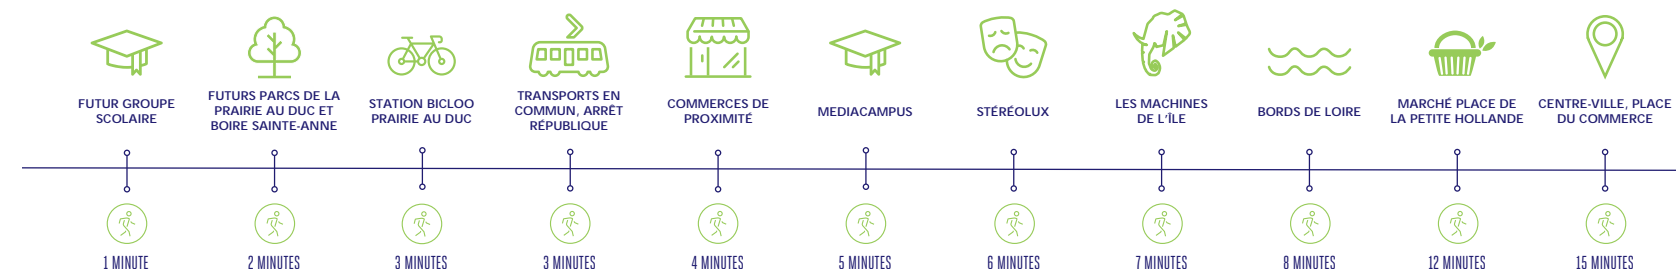 FUTUR GROUPE
SCOLAIRE
FUTURS PARCS DE LA
PRAIRIE AU DUC ET
BOIRE SAINTE-ANNE
STATION BICLOO
PRAIRIE AU DUC
TRANSPORTS EN
COMMUN, ARRÊT
RÉPUBLIQUE
COMMERCES DE
PROXIMITÉ
MEDIACAMPUS
STÉRÉOLUX
LES MACHINES
DE L'ÎLE
BORDS DE LOIRE
MARCHÉ PLACE DE
LA PETITE HOLLANDE
CENTRE-VILLE, PLACE
DU COMMERCE
1 MINUTE
2 MINUTES
3 MINUTES
3 MINUTES
4 MINUTES
5 MINUTES
6 MINUTES
7 MINUTES
8 MINUTES
12 MINUTES
15 MINUTES